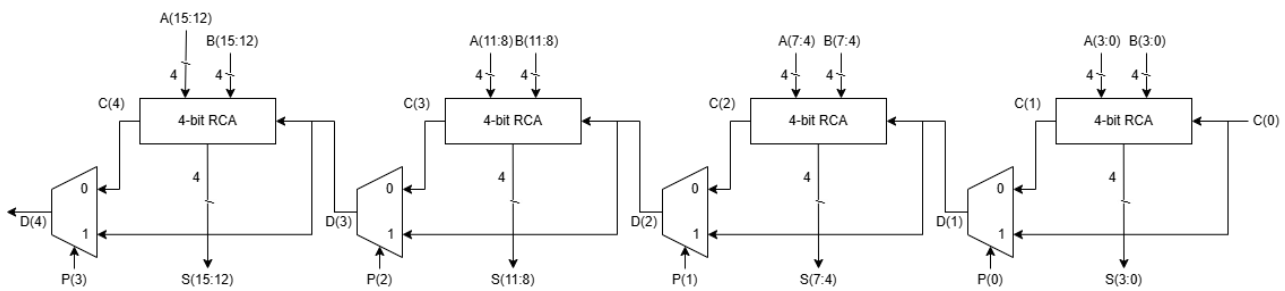 A(15:12)
B(15:12)
A(11:8) B(11:8)
A(7:4) B(7:4)
A(3:0) B(3:0)
4 4 4 4 4 4 4 4
C(4) C(3) C(2) C(1)
4-bit RCA 4-bit RCA 4-bit RCA 4-bit RCA C(0)
0 4 0 4 0 4 0 4
D(4) D(3) D(2) D(1)
1 1 1 1
P(3) S(15:12) P(2) S(11:8) P(1) S(7:4) P(0) S(3:0)